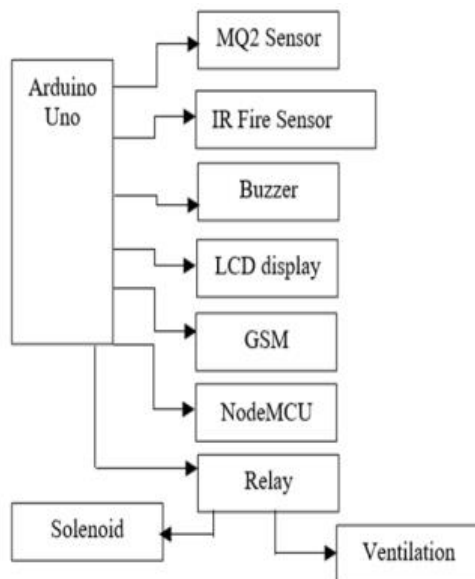 MQ2 Sensor
Arduino
Uno
IR Fire Sensor
Buzzer
LCD display
GSM
NodeMCU
Relay
Solenoid
Ventilation